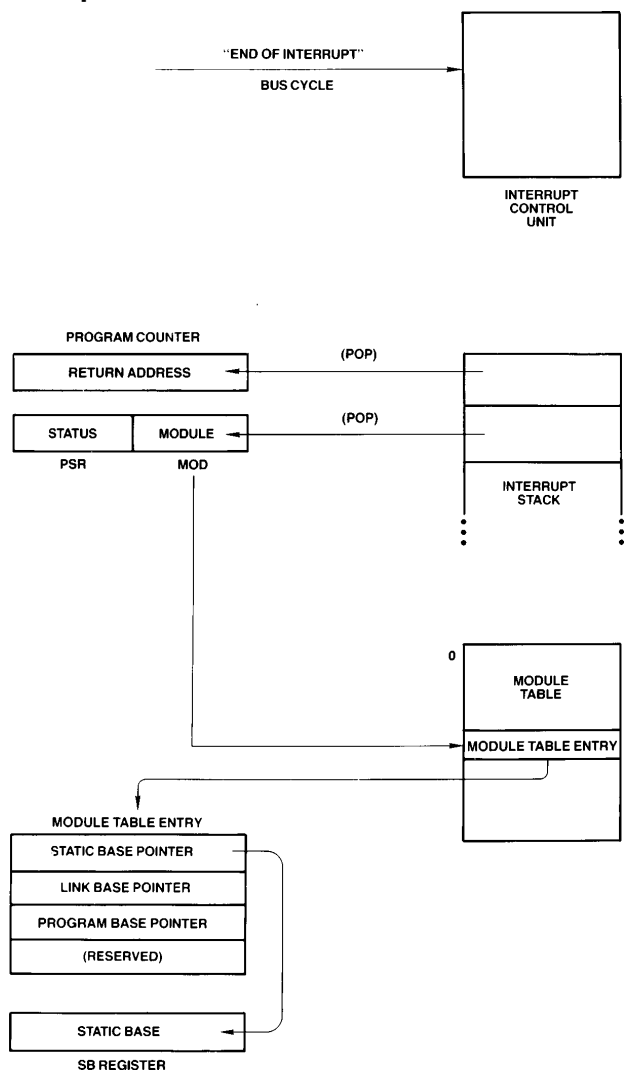 "END OF INTERRUPT"
BUS CYCLE
INTERRUPT
CONTROL
UNIT
PROGRAM COUNTER
RETURN ADDRESS
(POP)
STATUS
MODULE
(POP)
PSR
MOD
INTERRUPT
STACK
0
MODULE
TABLE
MODULE TABLE ENTRY
MODULE TABLE ENTRY
STATIC BASE POINTER
LINK BASE POINTER
PROGRAM BASE POINTER
(RESERVED)
STATIC BASE
SB REGISTER